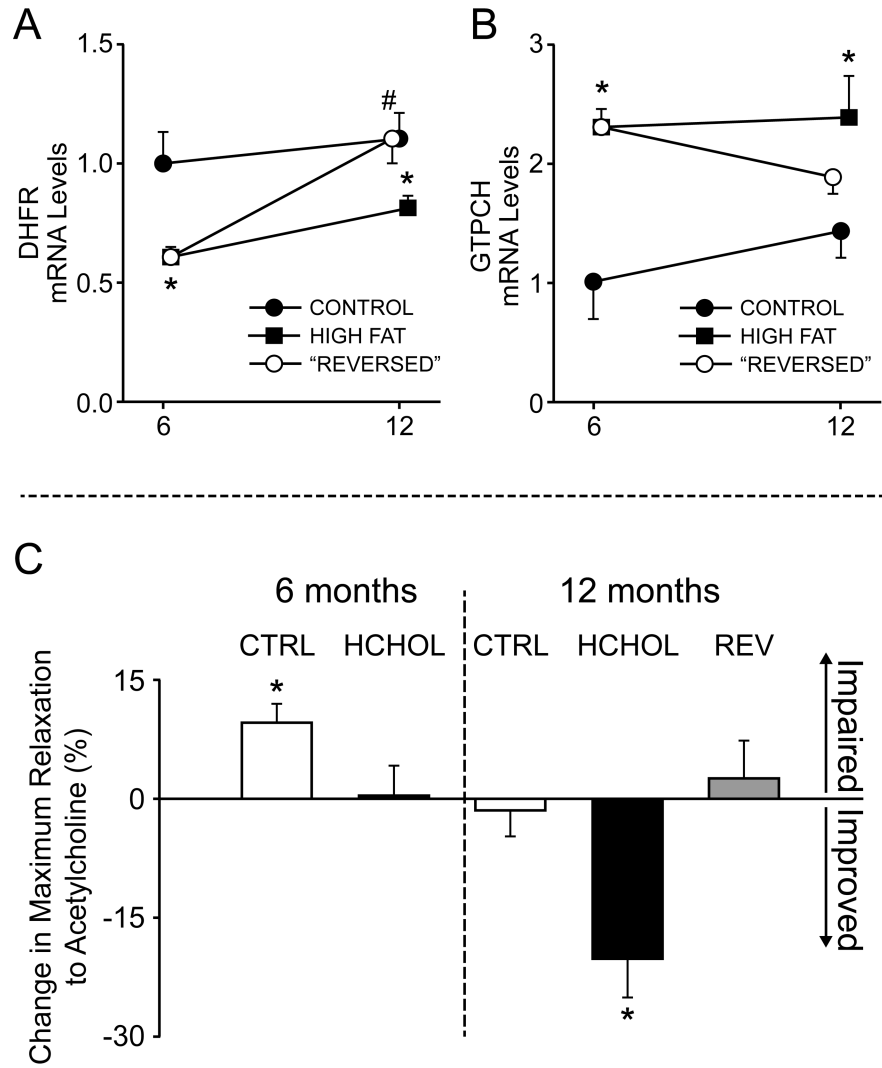 A
B
1.5
1.0
0.5
0.0
DHFR
mRNA Levels
#
*
*
CONTROL
HIGH FAT
“REVERSED”
6
12
3
2
1
0
GTPCH
mRNA Levels
*
*
CONTROL
HIGH FAT
“REVERSED”
6
12
C
6 months
12 months
CTRL
HCHOL
CTRL
HCHOL
REV
15
0
-15
-30
Change in Maximum Relaxation
to Acetylcholine (%)
*
*
Impaired
Improved